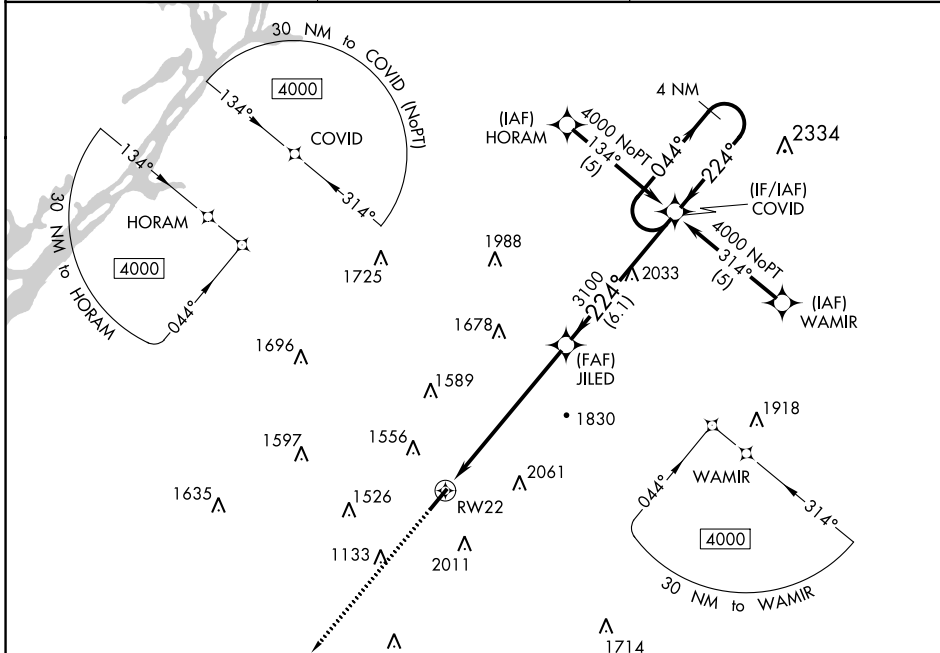 30 NM to COVID (NoPT)
4000
134°
COVID
314°
134°
HORAM
4000
044°
30 NM to HORAM
4 NM
(IAF)
HORAM
4000 NoPT
134°
(5)
044°
224°
2334
(IF/IAF)
COVID
4000 NoPT
314°
(5)
(IAF)
WAMIR
1725
1988
2033
3100
224°
(6.1)
1678
1696
(FAF)
JILED
1589
1830
1918
1597
1556
WAMIR
2061
1635
1526
RW22
044°
314°
4000
1133
2011
30 NM to WAMIR
1714